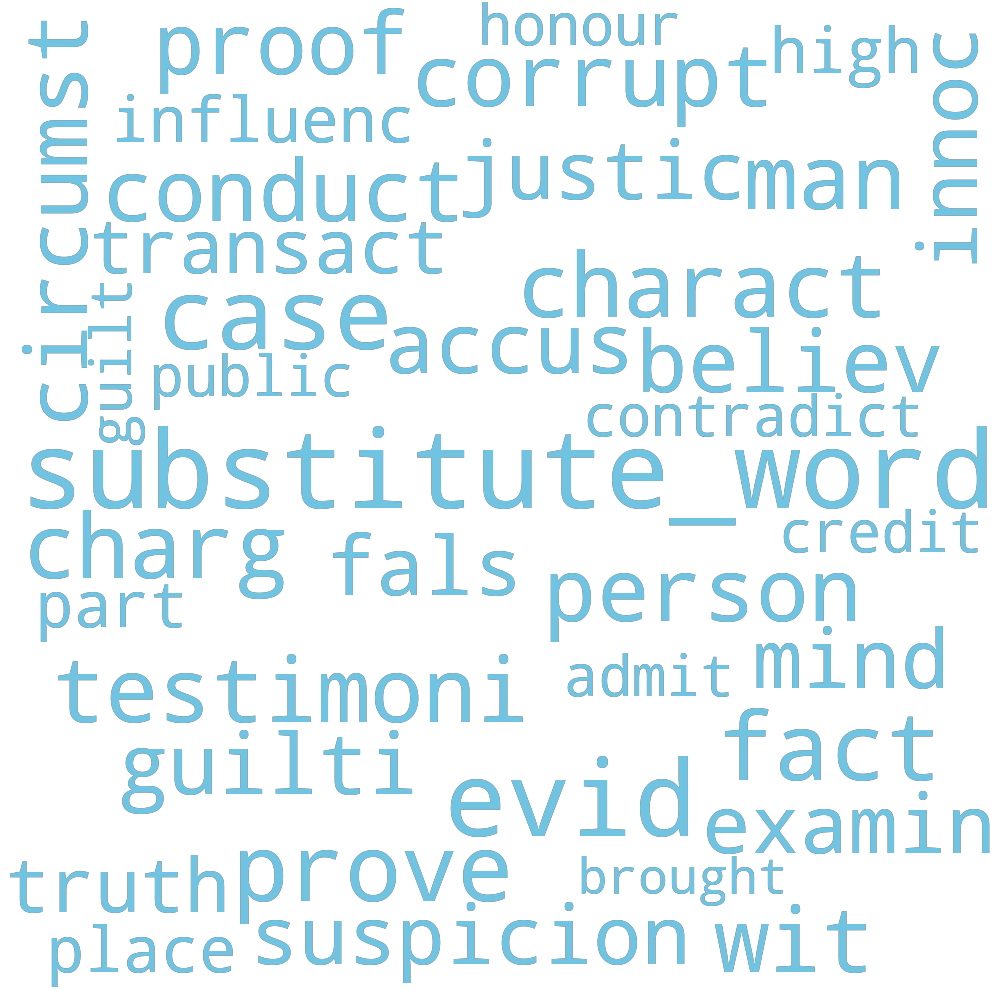 honour
proof
high
corrupt
circumst
innoc
influenc
justic
man
conduct
transact
charact
case
guilt
accus
believ
public
contradict
substitute_word
credit
charg
fals
person
part
mind
testimoni
admit
fact
guilti
evid
examin
prove
truth
brought
suspicion
wit
place